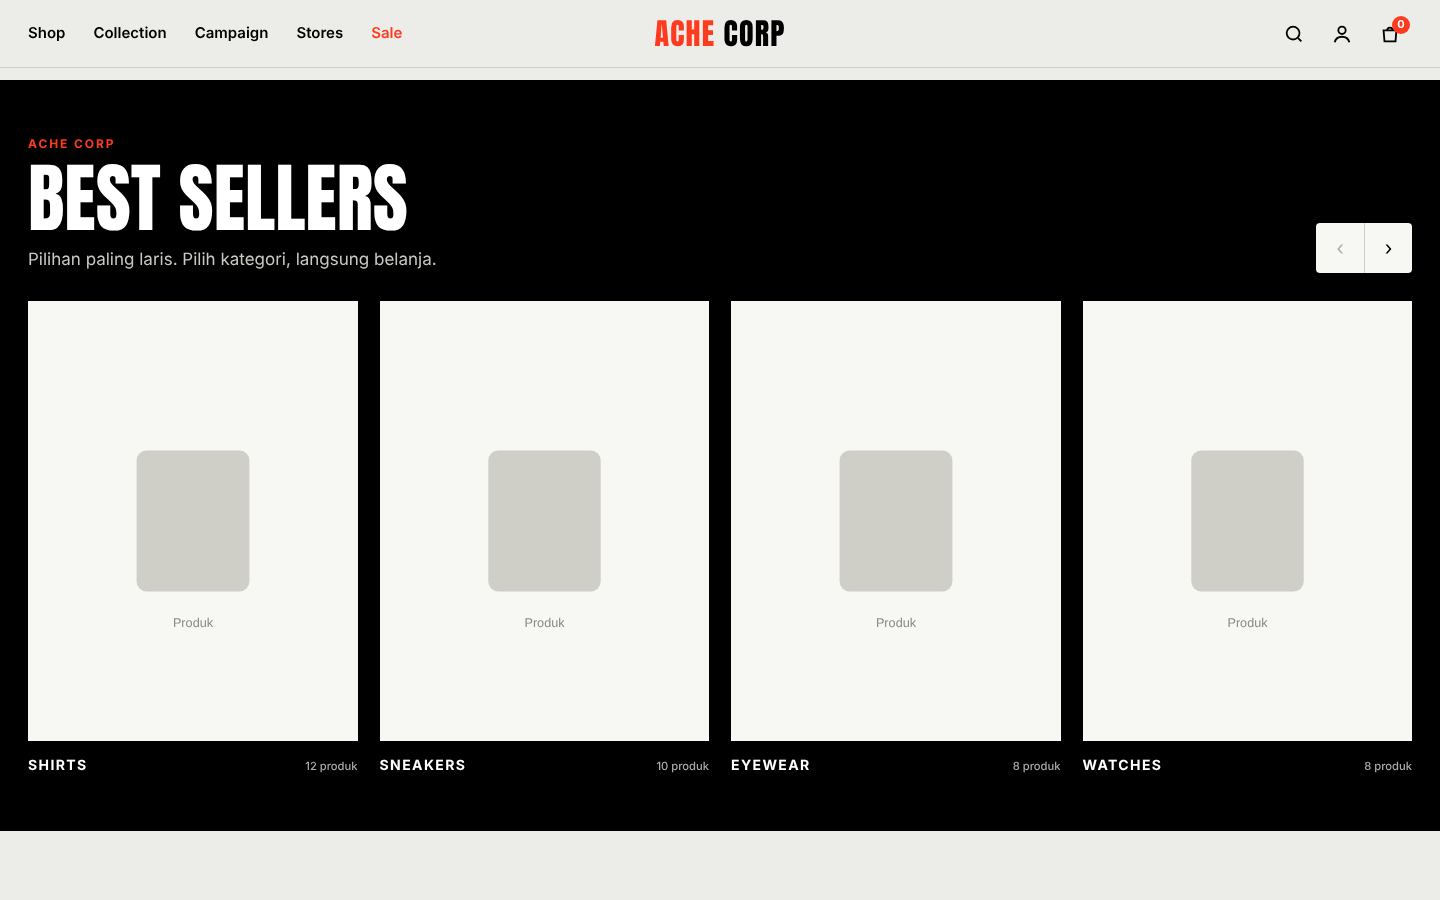 Shop Collection Campaign Stores Sale ACHE CORP 0
ACHE CORP
BEST SELLERS
Pilihan paling laris. Pilih kategori, langsung belanja.
Produk Produk Produk Produk
SHIRTS 12 produk SNEAKERS 10 produk EYEWEAR 8 produk WATCHES 8 produk